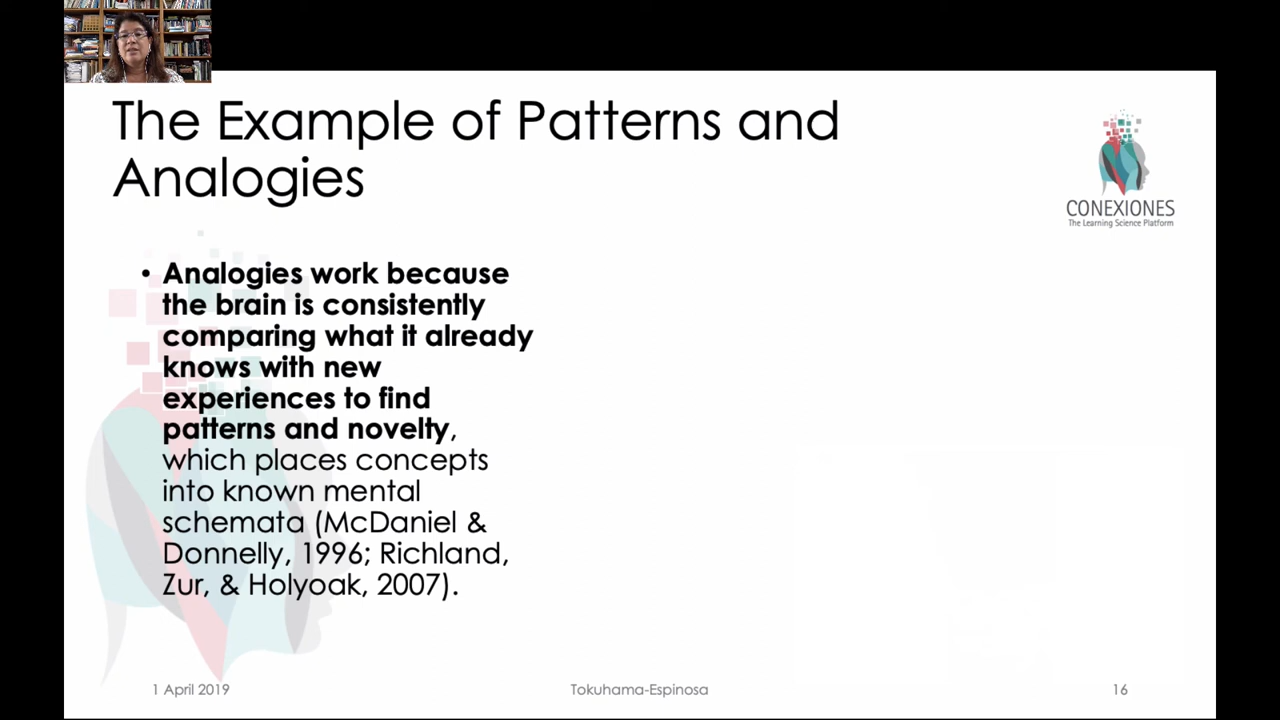 The Example of Patterns and
Analogies
CONEXIONES
The Learning Science Platform
• Analogies work because
the brain is consistently
comparing what it already
knows with new
experiences to find
patterns and novelty,
which places concepts
into known mental
schemata (McDaniel &
Donnelly, 1996; Richland,
Zur, & Holyoak, 2007).
1 April 2019
Tokuhama-Espinosa
16